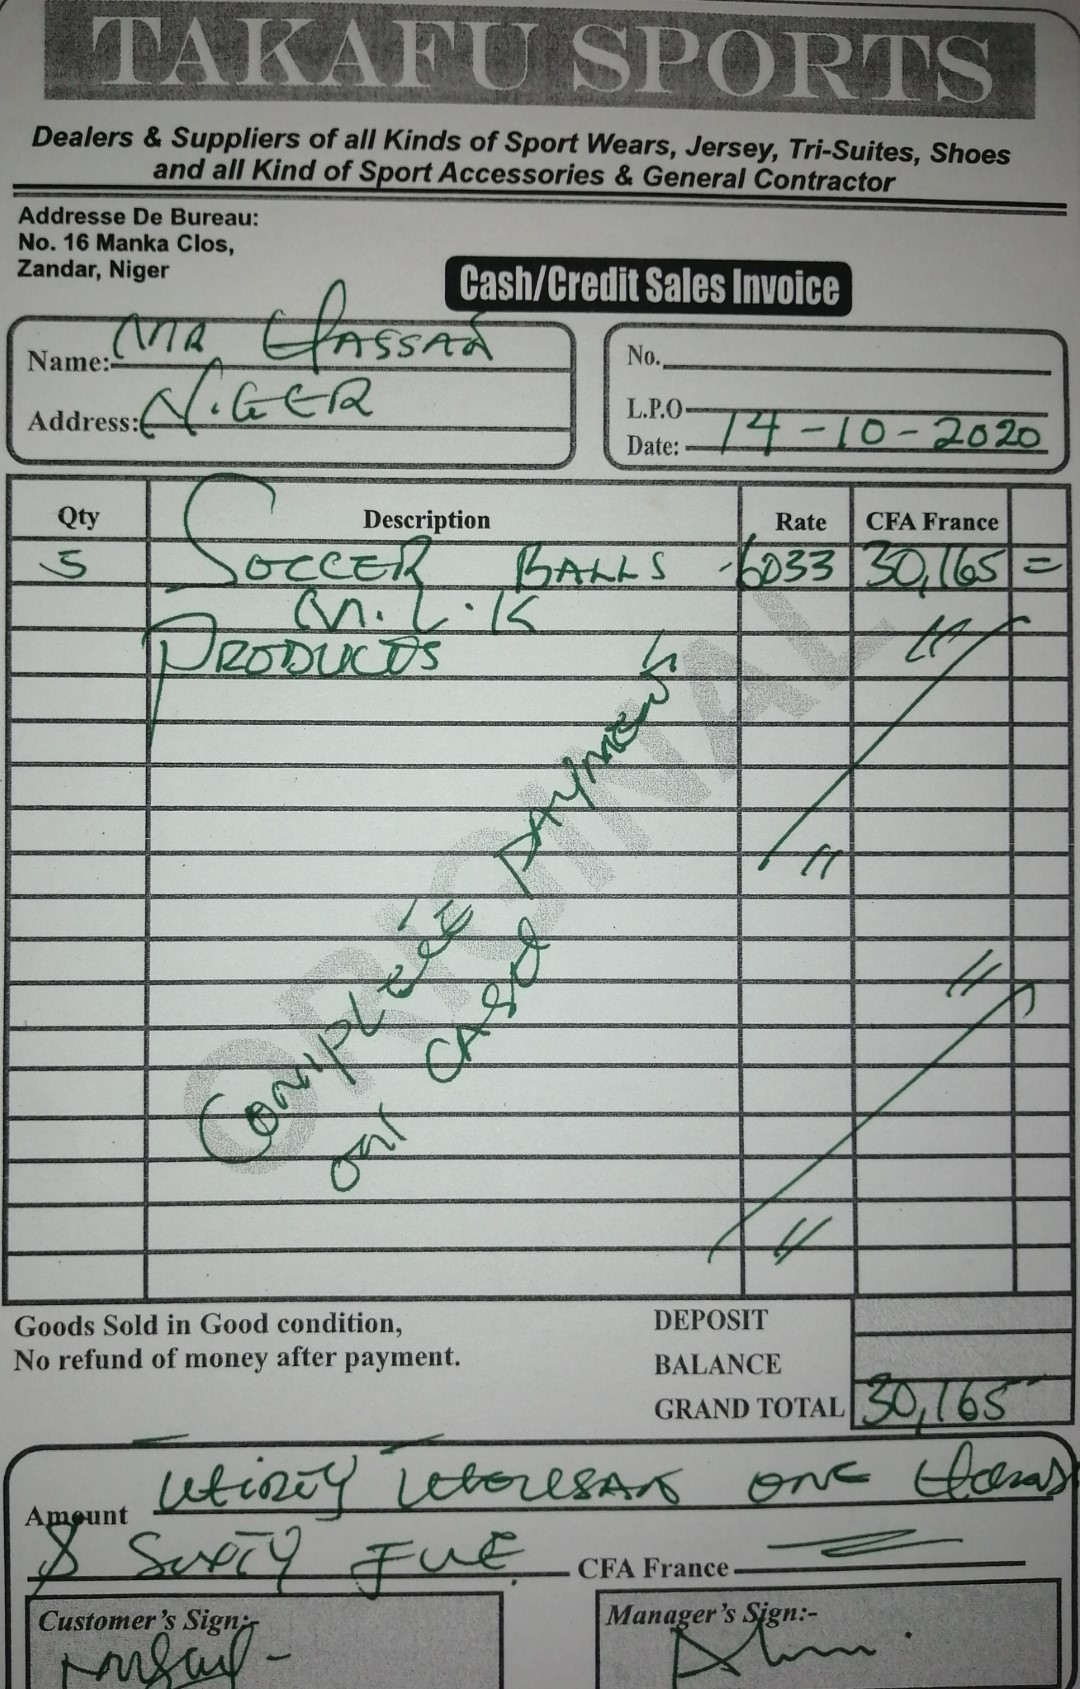 TAKAFU SPORTS
Dealers & Suppliers of all Kinds of Sport Wears, Jersey, Tri-Suites, Shoes
and all Kind of Sport Accessories & General Contractor
Addresse De Bureau:
No. 16 Manka Clos,
Zandar, Niger
Cash/Credit Sales Invoice
Name: MR HASSAN
Address: NIGER
No.
L.P.O
Date: 14-10-2020
Qty Description Rate CFA France
5 SOCCER BALLS 6033 30,165 =
M.L.K
PRODUCTS
ORIGINAL
COMPLETE PAYMENT
ON CASH
Goods Sold in Good condition,
No refund of money after payment.
DEPOSIT
BALANCE
GRAND TOTAL 30,165
Amount THIRTY THOUSAND ONE
& SIXTY FIVE CFA France
Customer's Sign:-
Manager's Sign:-